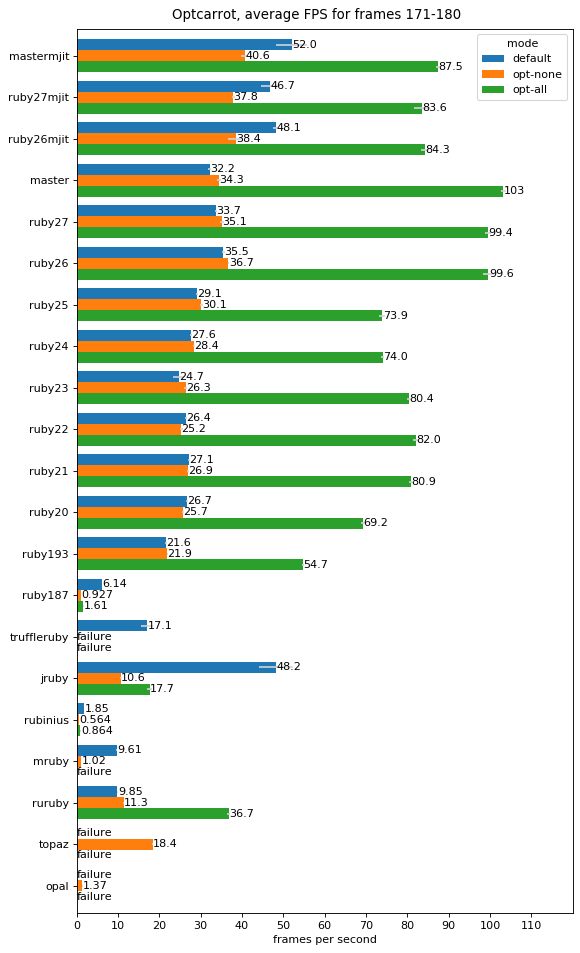 Optcarrot, average FPS for frames 171-180
mode
default
opt-none
opt-all
mastermjit
52.0
40.6
87.5
ruby27mjit
46.7
37.8
83.6
ruby26mjit
48.1
38.4
84.3
master
32.2
34.3
103
ruby27
33.7
35.1
99.4
ruby26
35.5
36.7
99.6
ruby25
29.1
30.1
73.9
ruby24
27.6
28.4
74.0
ruby23
24.7
26.3
80.4
ruby22
26.4
25.2
82.0
ruby21
27.1
26.9
80.9
ruby20
26.7
25.7
69.2
ruby193
21.6
21.9
54.7
ruby187
6.14
0.927
1.61
truffleruby
17.1
failure
failure
jruby
48.2
10.6
17.7
rubinius
1.85
0.564
0.864
mruby
9.61
1.02
failure
ruruby
9.85
11.3
36.7
topaz
failure
18.4
failure
opal
failure
1.37
failure
0 10 20 30 40 50 60 70 80 90 100 110
frames per second